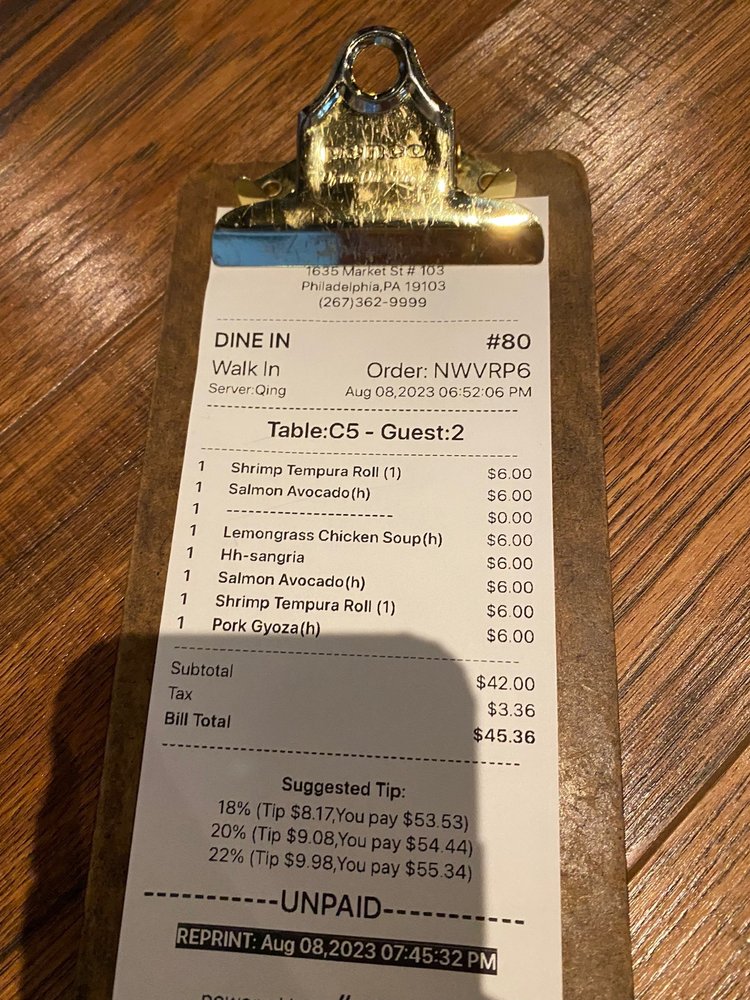 1635 Market St # 103
Philadelphia,PA 19103
(267)362-9999
DINE IN #80
Walk In Order: NWVRP6
Server:Qing Aug 08,2023 06:52:06 PM
Table:C5 - Guest:2
1 Shrimp Tempura Roll (1) $6.00
1 Salmon Avocado(h) $6.00
1 ----------------------- $0.00
1 Lemongrass Chicken Soup(h) $6.00
1 Hh-sangria $6.00
1 Salmon Avocado(h) $6.00
1 Shrimp Tempura Roll (1) $6.00
1 Pork Gyoza(h) $6.00
Subtotal $42.00
Tax $3.36
Bill Total $45.36
Suggested Tip:
18% (Tip $8.17,You pay $53.53)
20% (Tip $9.08,You pay $54.44)
22% (Tip $9.98,You pay $55.34)
-----------UNPAID-----------
REPRINT: Aug 08,2023 07:45:32 PM